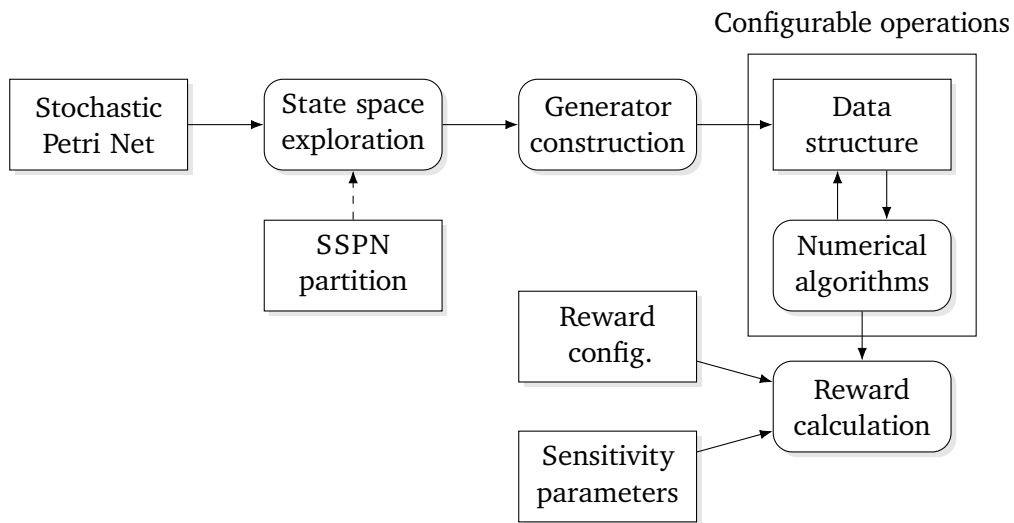 Configurable operations
Stochastic
Petri Net
State space
exploration
Generator
construction
Data
structure
SSPN
partition
Numerical
algorithms
Reward
config.
Reward
calculation
Sensitivity
parameters